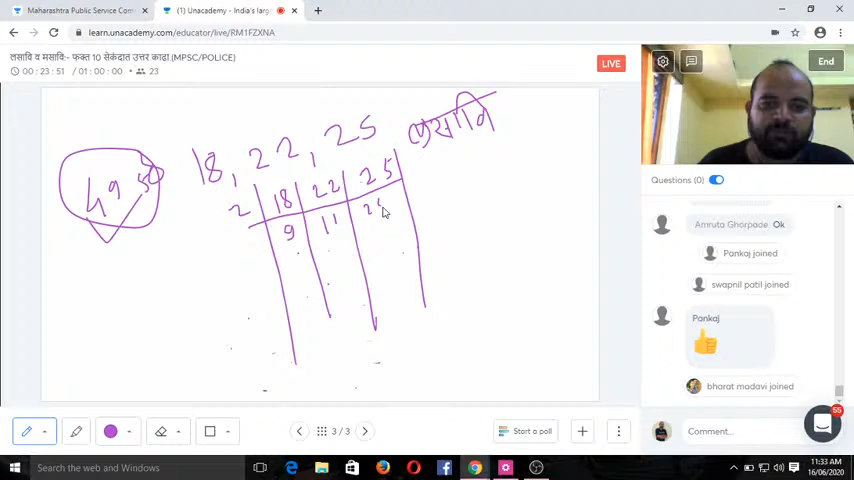 Maharashtra Public Service Com
(1) Unacademy - India's larg
learn.unacademy.com/educator/live/RM1FZXNA
लसावि व मसावि:- फक्त 10 सेकंदात उत्तर काढा.(MPSC/POLICE)
00 : 23 : 51 / 01 : 00 : 00 • 23
LIVE
End
18, 22, 25
4950
2 18 22 25
9 11 25
Questions (0)
Amruta Ghorpade Ok
Pankaj joined
swapnil patil joined
Pankaj
bharat madavi joined
55
3 / 3
Start a poll
Comment...
Search the web and Windows
11:33 AM
16/06/2020